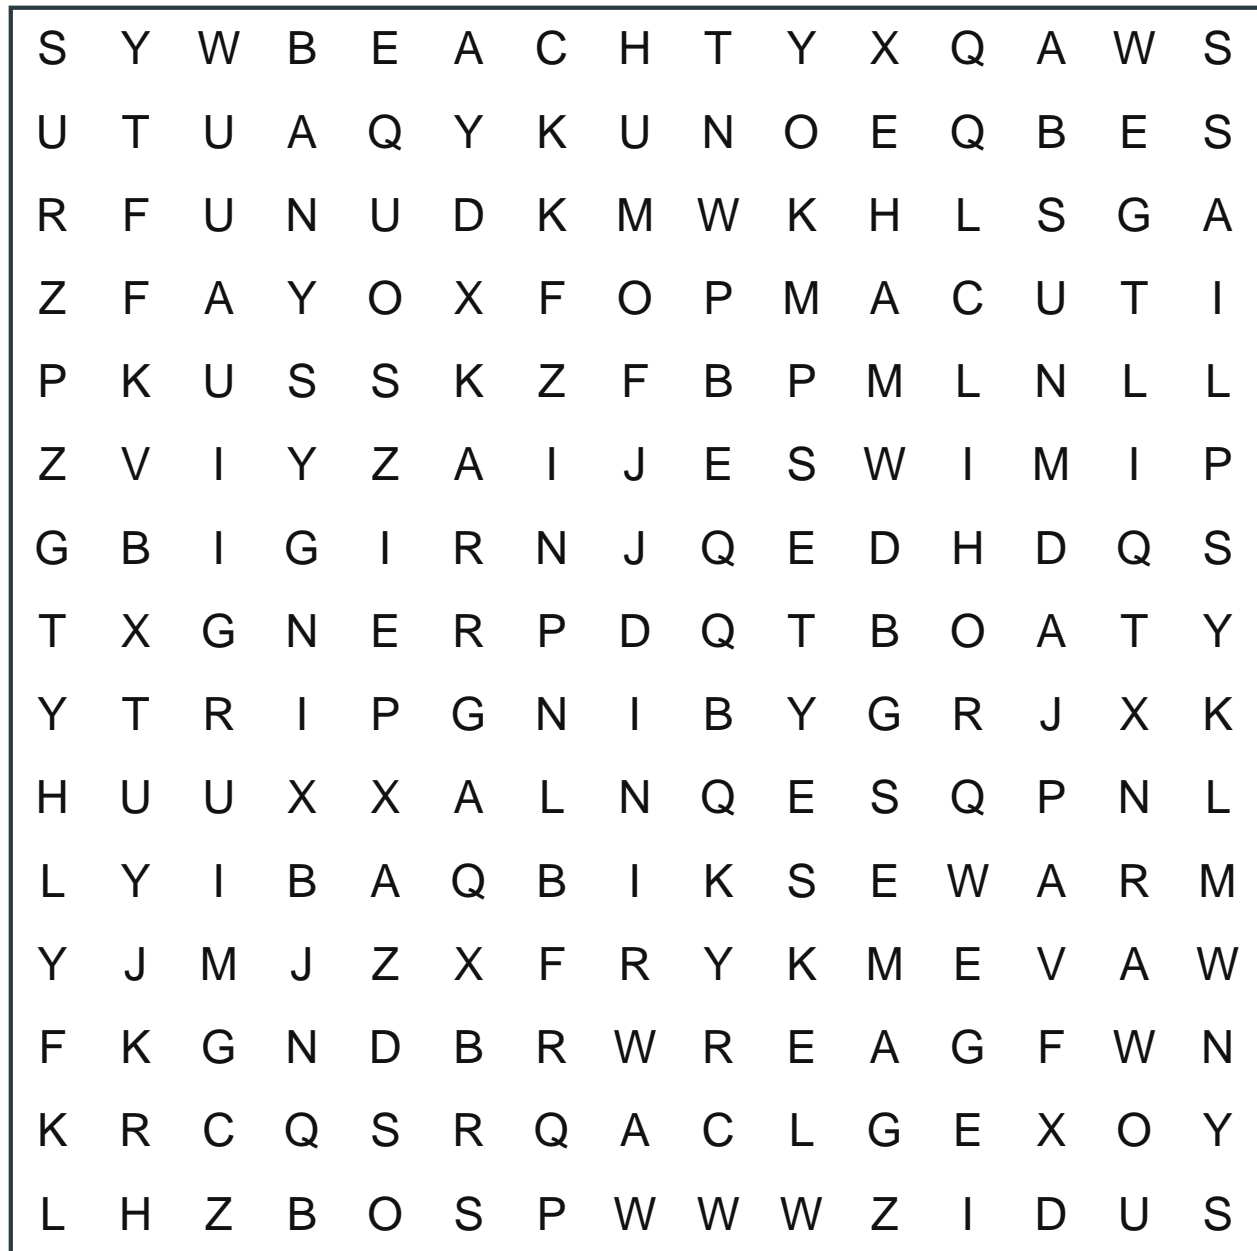 S Y W B E A C H T Y X Q A W S
U T U A Q Y K U N O E Q B E S
R F U N U D K M W K H L S G A
Z F A Y O X F O P M A C U T I
P K U S S K Z F B P M L N L L
Z V I Y Z A I J E S W I M I P
G B I G I R N J Q E D H D Q S
T X G N E R P D Q T B O A T Y
Y T R I P G N I B Y G R J X K
H U U X X A L N Q E S Q P N L
L Y I B A Q B I K S E W A R M
Y J M J Z X F R Y K M E V A W
F K G N D B R W R E A G F W N
K R C Q S R Q A C L G E X O Y
L H Z B O S P W W W Z I D U S